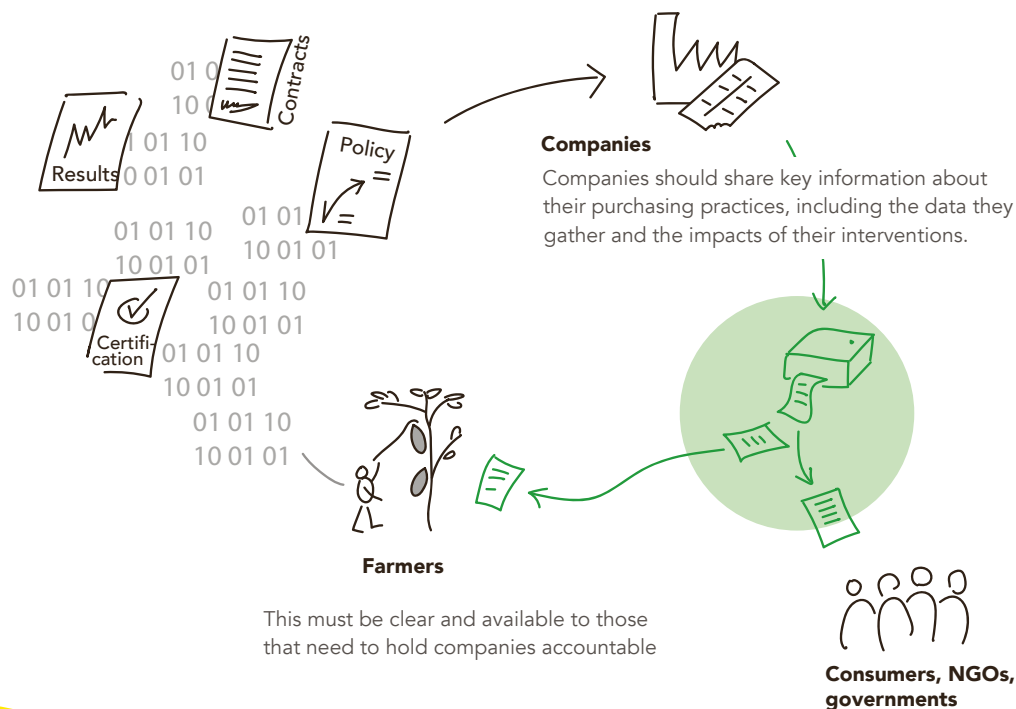 01 0
10 0
Contracts
1 01 10
0 01 01
Results
Policy
Companies
Companies should share key information about
their purchasing practices, including the data they
gather and the impacts of their interventions.
01 01
10 01 01
01 01 10
10 01 01
01 01 10
10 01 0
01 01 10
10 01 01
Certifi-
cation
01 01 10
10 01 01
01 01 10
10 01 01
Farmers
This must be clear and available to those
that need to hold companies accountable
Consumers, NGOs,
governments